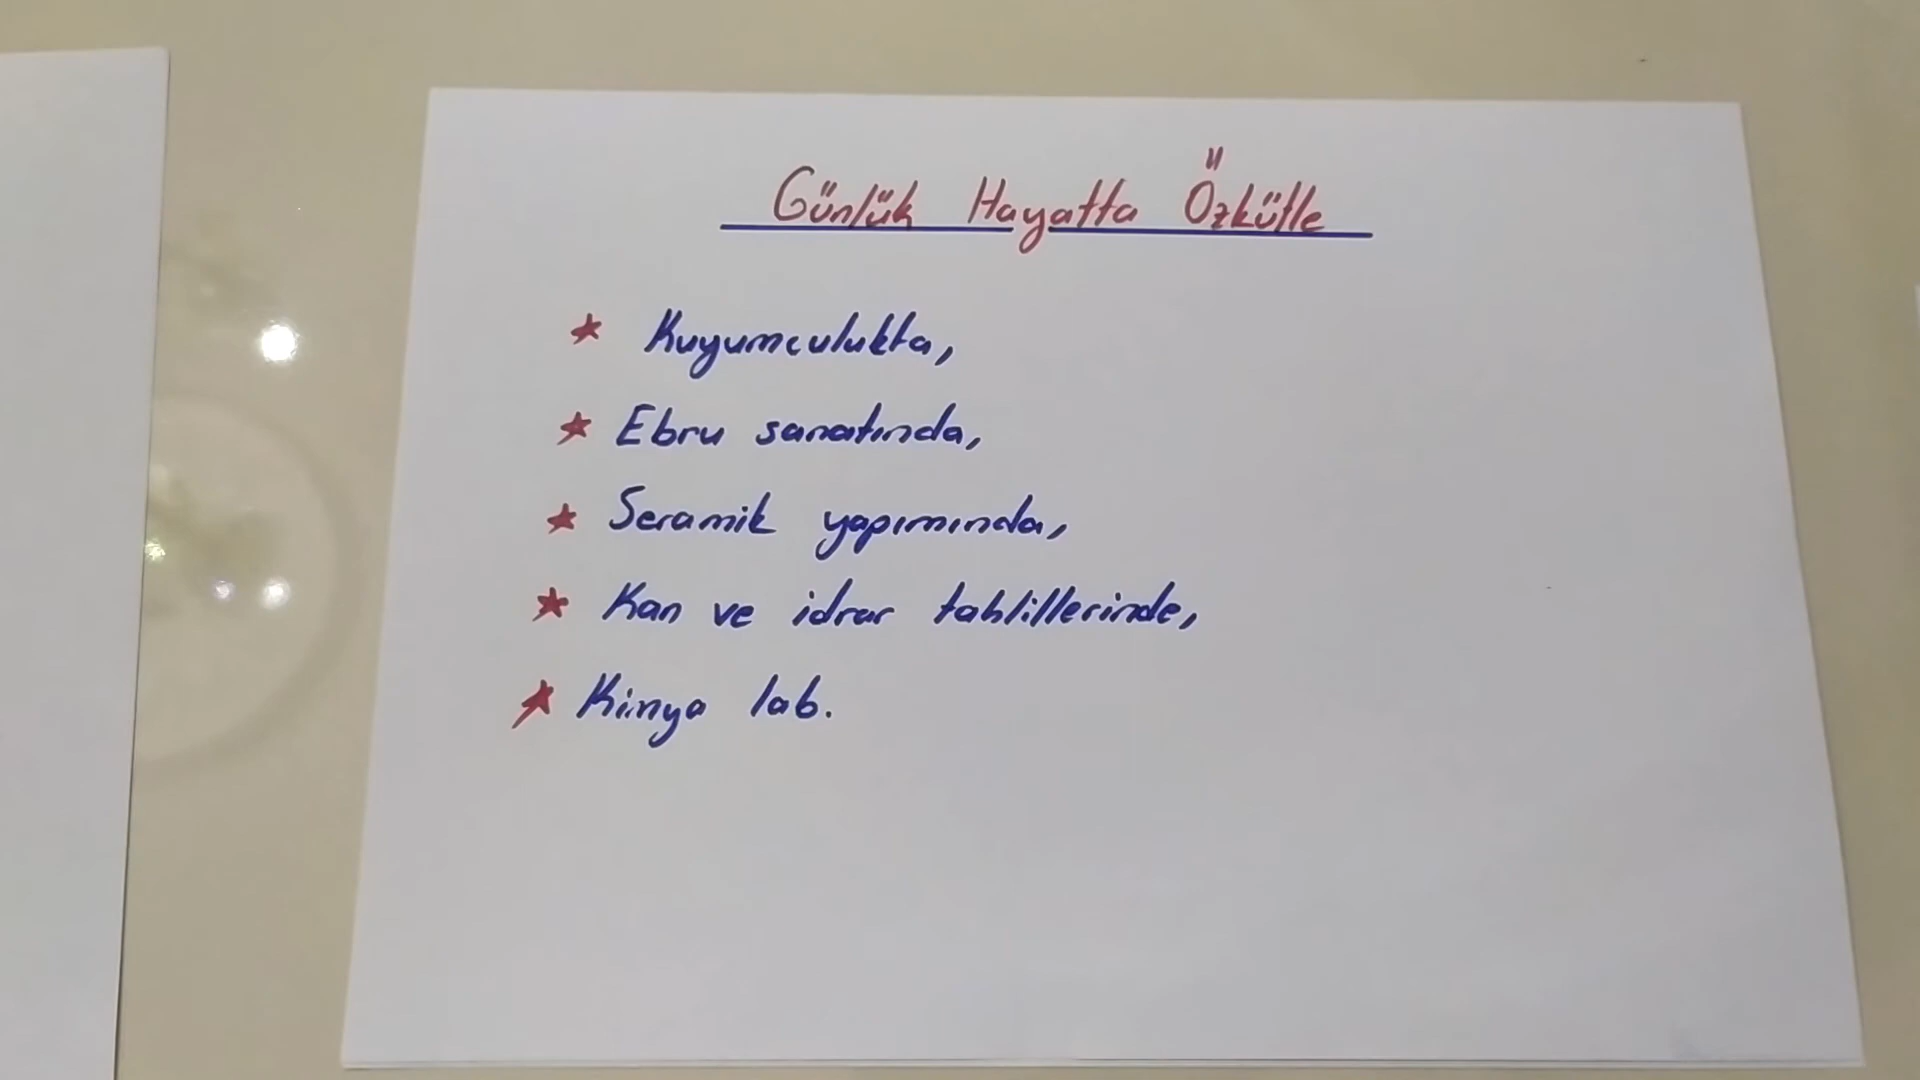 Günlük Hayatta Özkütle
★ Kuyumculukta,
★ Ebru sanatında,
★ Seramik yapımında,
★ Kan ve idrar tahlillerinde,
★ Kimya lab.